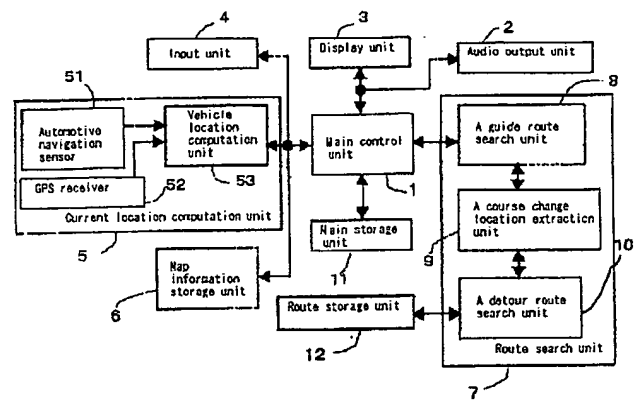 4
Input unit
3
Display unit
2
Audio output unit
51
Automotive
navigation
sensor
Vehicle
location
computation
unit
53
GPS receiver
52
Current location computation unit
5
Main control
unit
1
Main storage
unit
11
8
A guide route
search unit
A course change
location extraction
unit
9
10
A detour route
search unit
Route search unit
7
Map
information
storage unit
6
Route storage unit
12